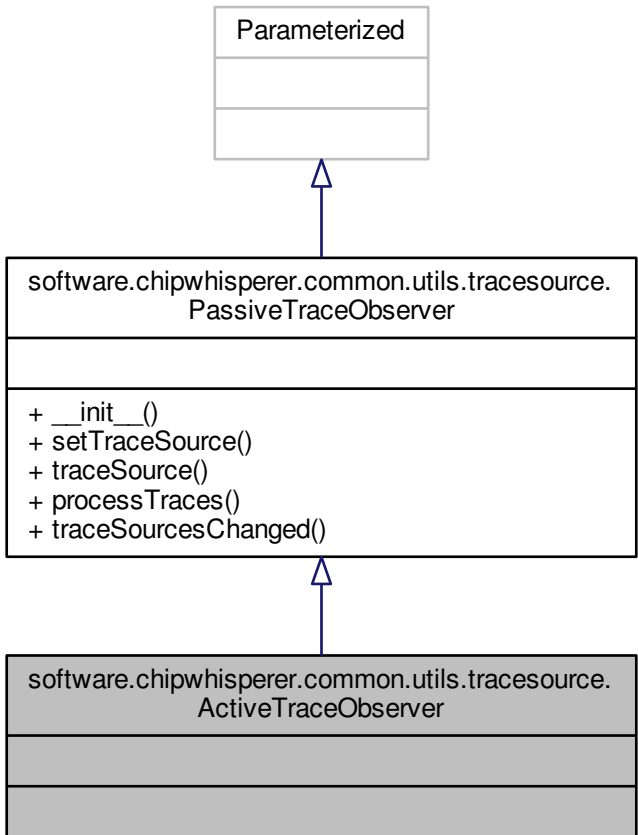 Parameterized
software.chipwhisperer.common.utils.tracesource.
PassiveTraceObserver
+ __init__()
+ setTraceSource()
+ traceSource()
+ processTraces()
+ traceSourcesChanged()
software.chipwhisperer.common.utils.tracesource.
ActiveTraceObserver